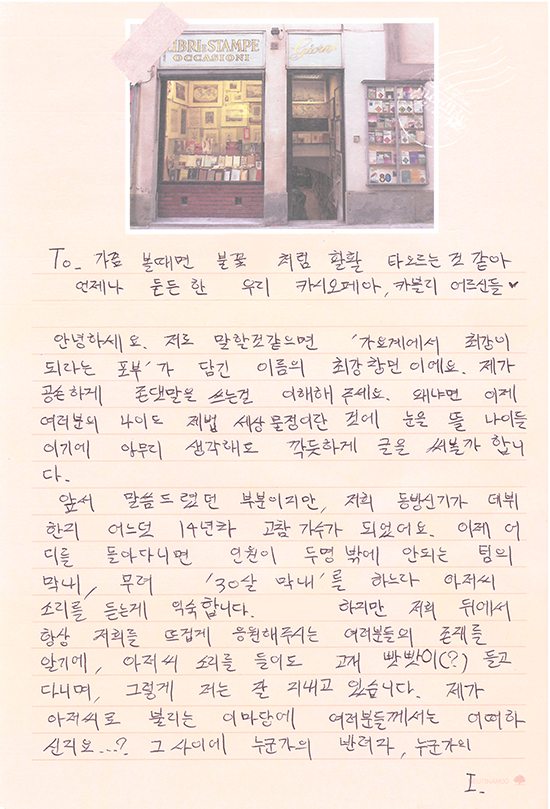 LIBRI E STAMPE
OCCASIONI
80
To_ 가끔 볼때면 불꽃 처럼 활활 타오르는것 같아
언제나 든든한 우리 카시오페아, 카블리 어르신들 ♥
안녕하세요. 저로 말할것같으면 '가요계에서 최강이
되라는 포부'가 담긴 이름의 최강창민이에요. 제가
공손하게 존댓말을 쓰는건 이해해주세요. 왜냐면 이제
여러분의 나이도 제법 세상물정이란 것에 눈을 뜰 나이들
이기에 아무리 생각해도 깍듯하게 글을 써볼까 합니
다.
앞서 말씀드렸던 부분이지만, 저희 동방신기가 데뷔
한지 어느덧 14년차 고참 가수가 되었어요. 이제 어
디를 돌아다니면 인원이 두명 밖에 안되는 팀의
막내, 무려 '30살 막내'를 하느라 아저씨
소리를 듣는게 익숙합니다. 하지만 저희 뒤에서
항상 저희를 뜨겁게 응원해주시는 여러분들의 존재를
알기에, 아저씨 소리를 들어도 고개 빳빳이(?) 들고
다니며, 그렇게 저는 잘 지내고 있습니다. 제가
아저씨로 불리는 이마당에 여러분들께서는 어떠하
신지요...? 그사이에 누군가의 반려자, 누군가의
I.